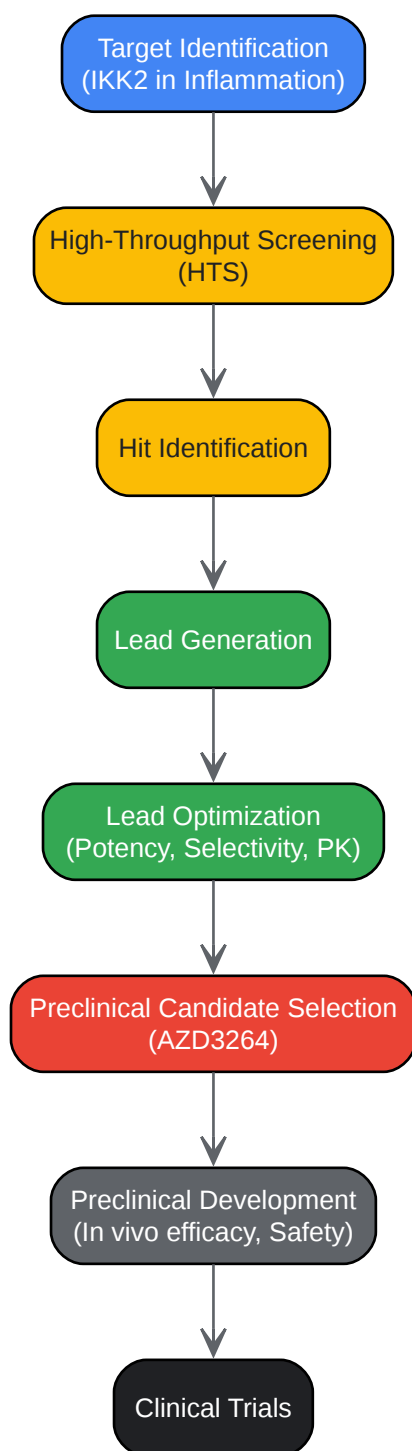 Target Identification
(IKK2 in Inflammation)
High-Throughput Screening
(HTS)
Hit Identification
Lead Generation
Lead Optimization
(Potency, Selectivity, PK)
Preclinical Candidate Selection
(AZD3264)
Preclinical Development
(In vivo efficacy, Safety)
Clinical Trials